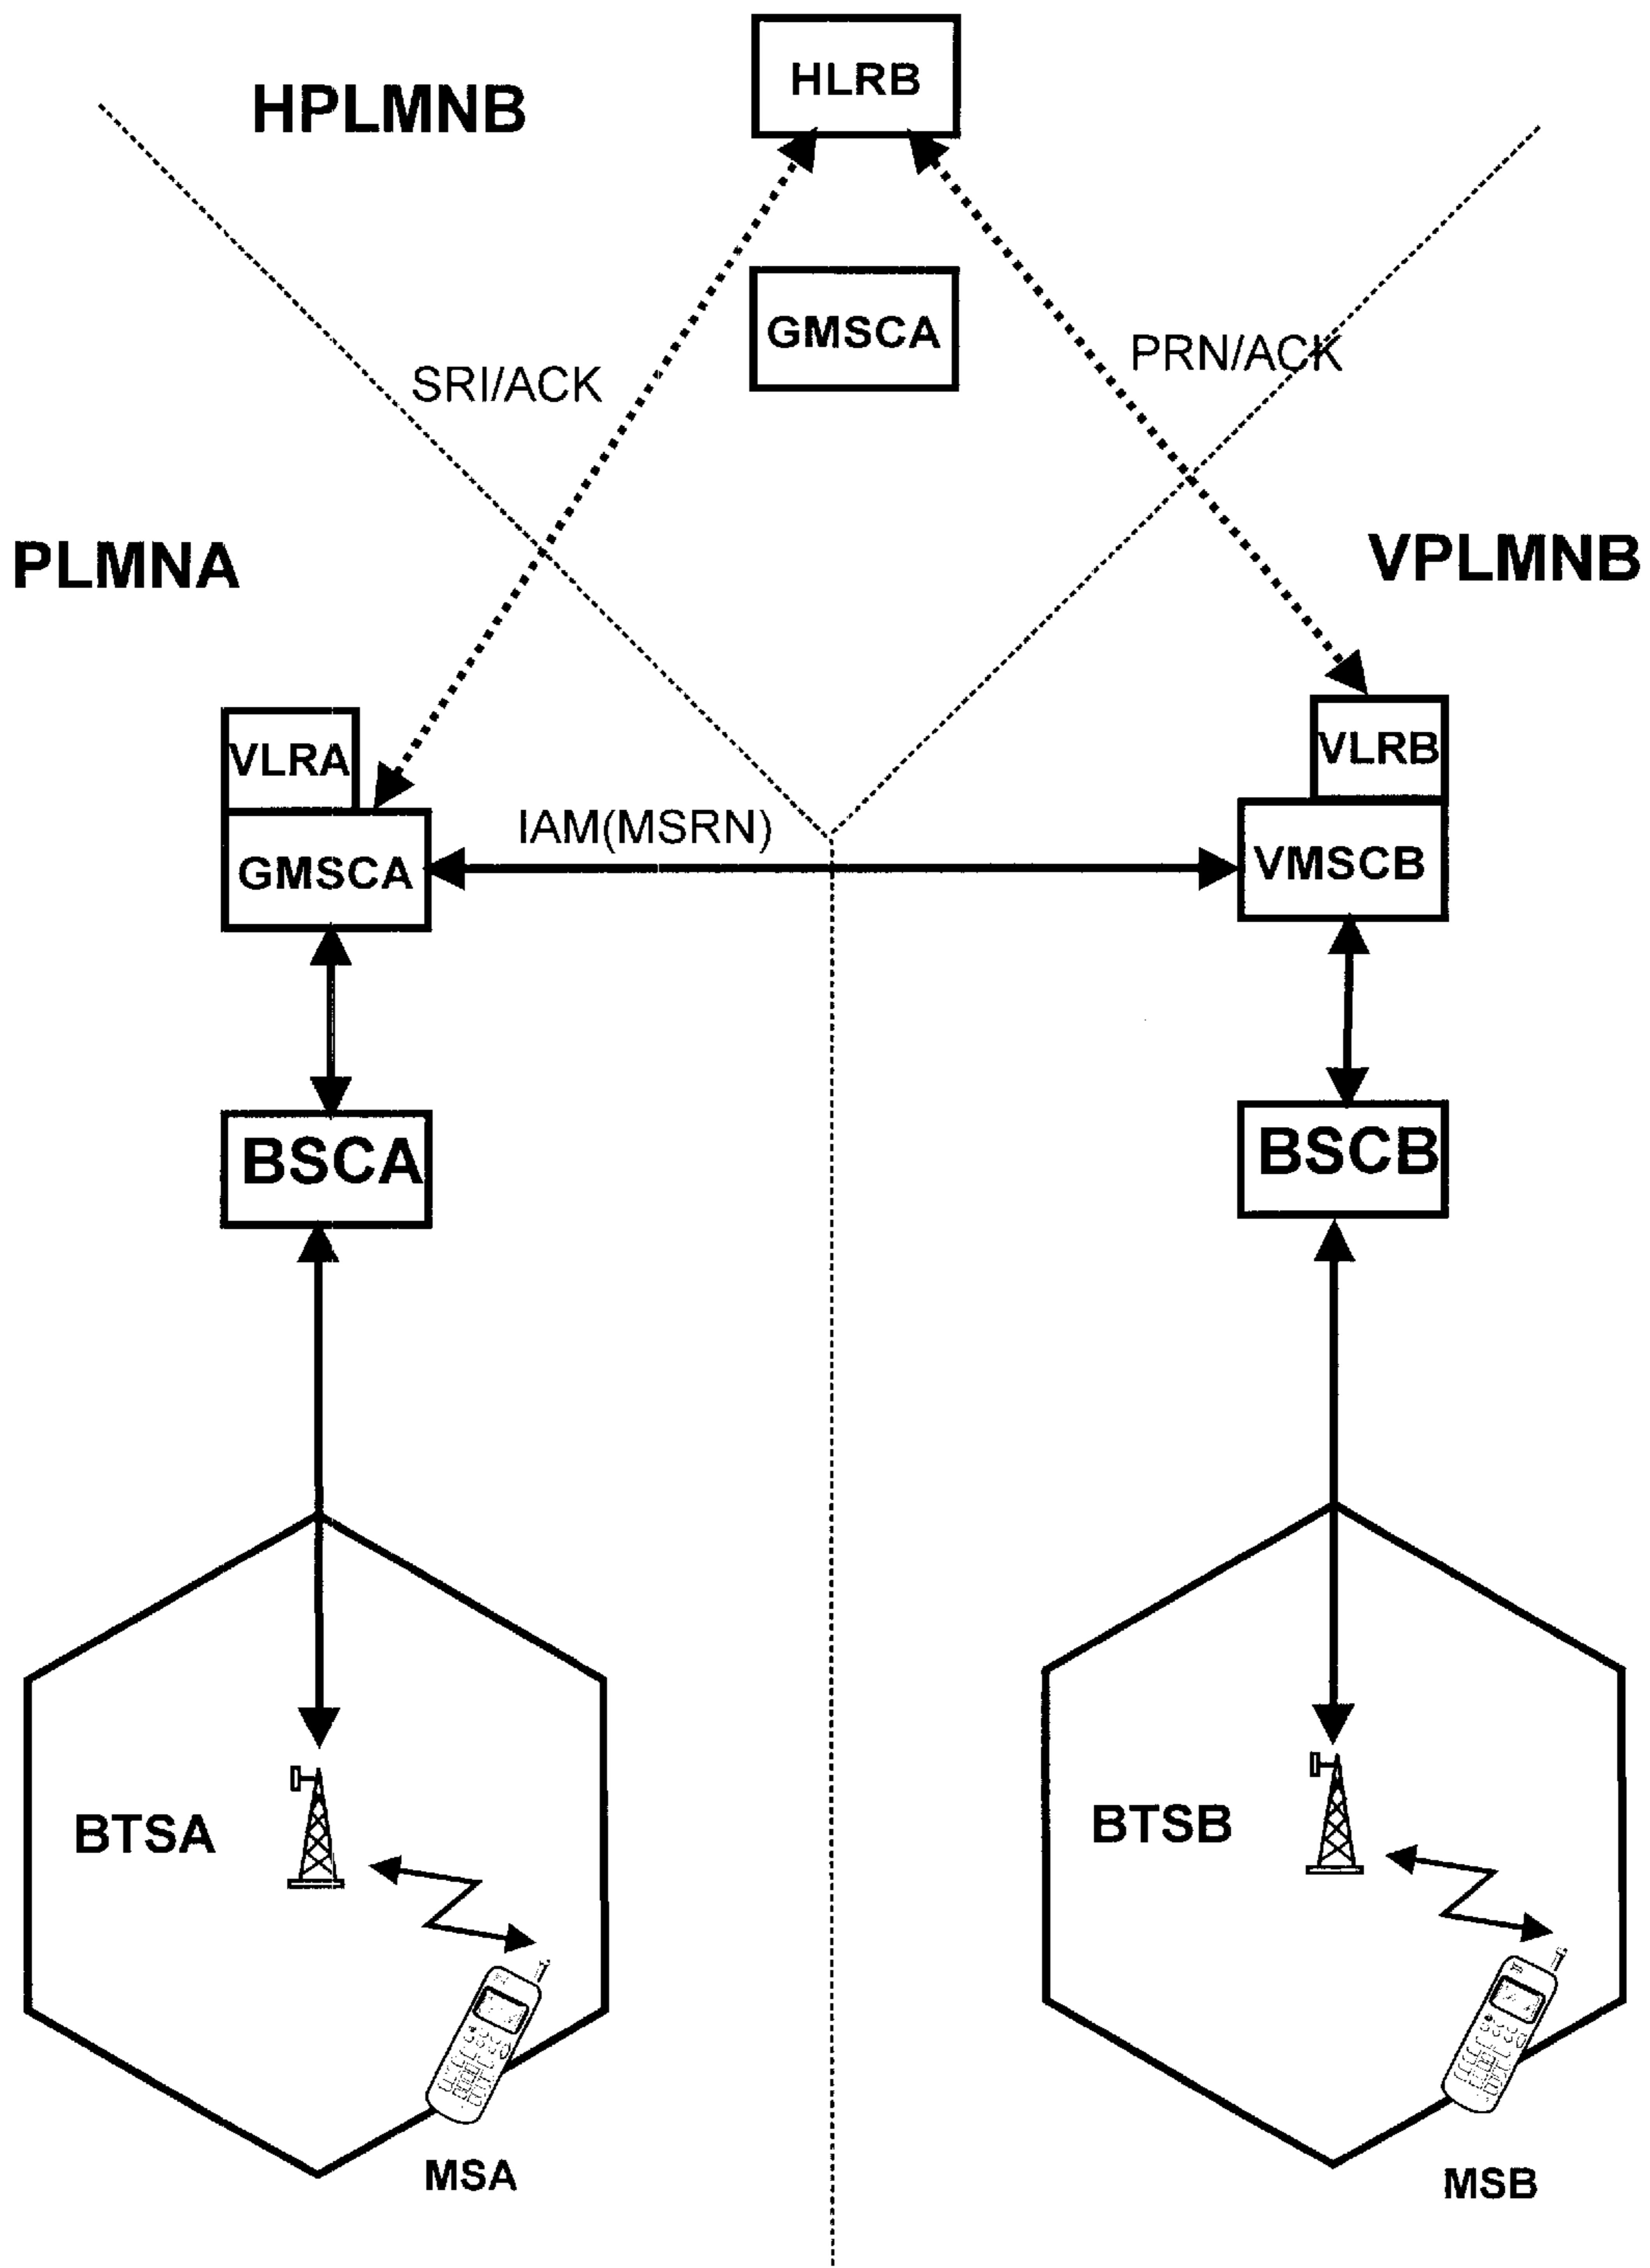 HLRB
HPLMNB
GMSCA
PRN/ACK
SRI/ACK
PLMNA
VPLMNB
VLRA
VLRB
IAM(MSRN)
GMSCA
VMSCB
BSCA
BSCB
BTSA
BTSB
MSA
MSB